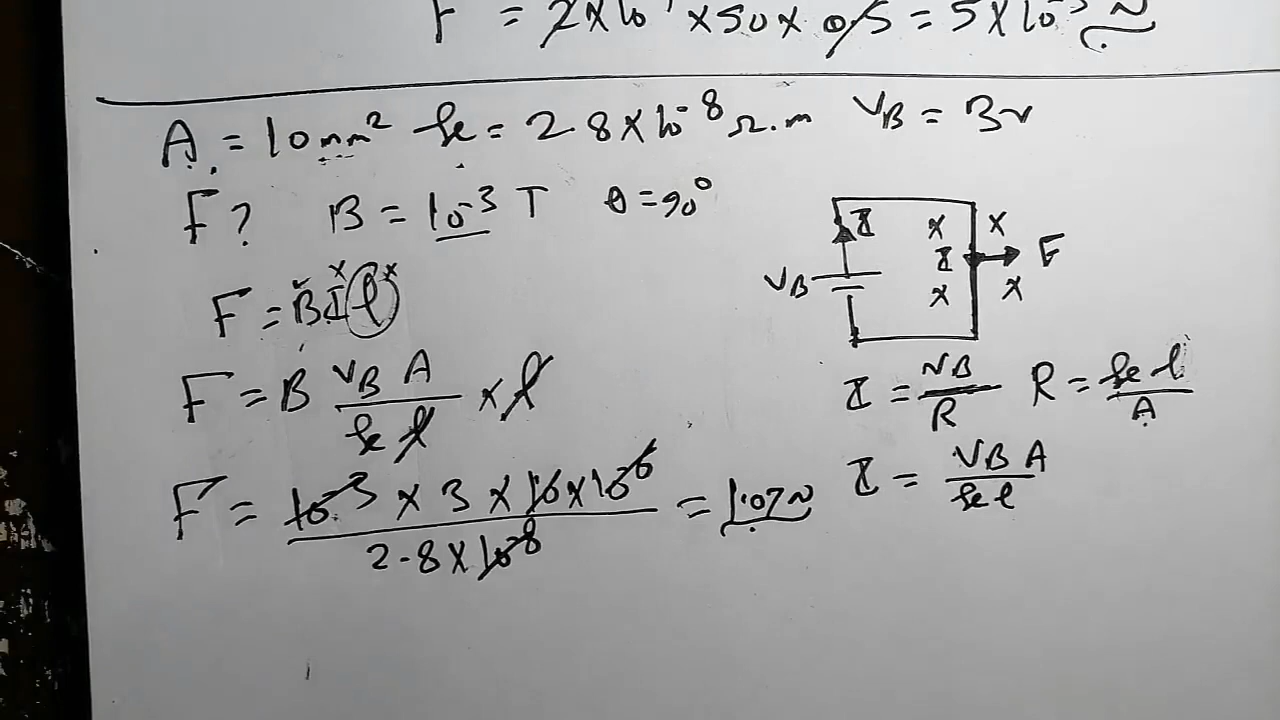 F = 2×10 ×50× 0.5 = 5×10⁻³ N
A = 10mm² ρe = 2.8×10⁻⁸ Ω.m VB = 3v
F? B = 10⁻³ T θ=90°
I × ×
VB I F
× ×
F = BIl
F = B VB A / ρe l × l
I = VB / R R = ρe l / A
F = 10⁻³ × 3 × 10×10⁻⁶ / 2.8×10⁻⁸ = 1.07N
I = VB A / ρe l